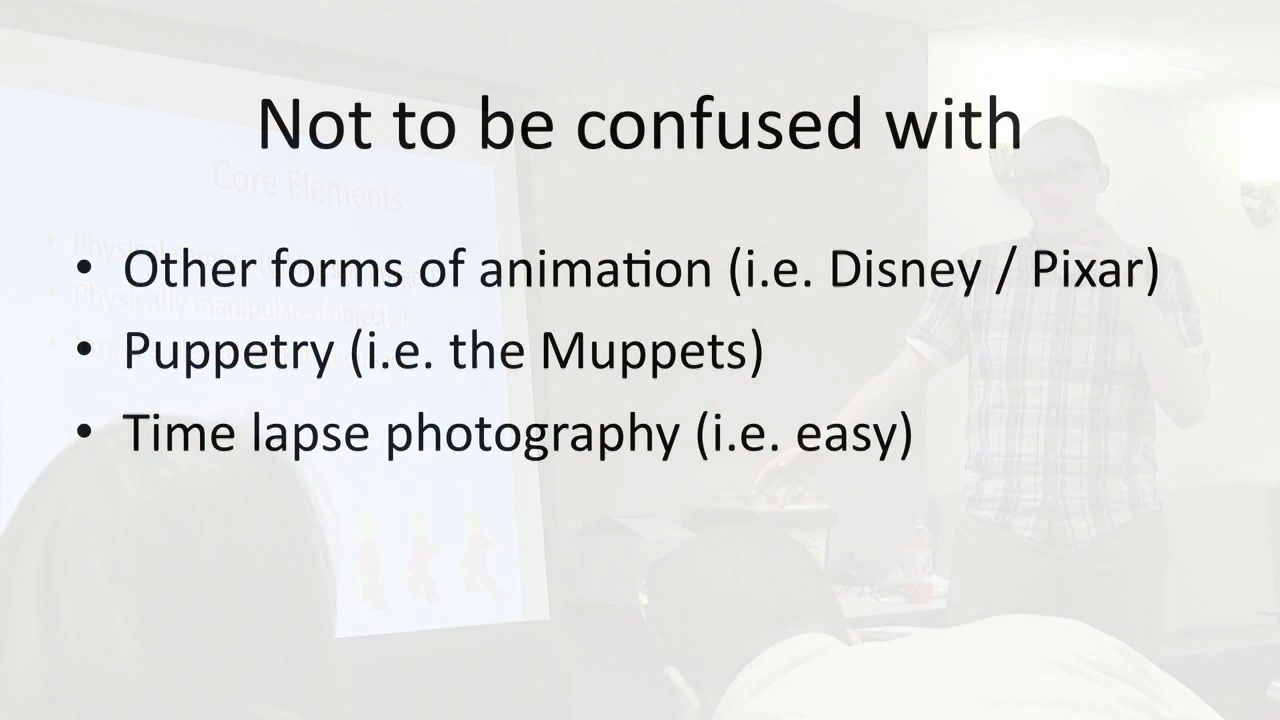 Not to be confused with
• Other forms of animation (i.e. Disney / Pixar)
• Puppetry (i.e. the Muppets)
• Time lapse photography (i.e. easy)
Core Elements
• Physical
• Physically manipulated object(s)